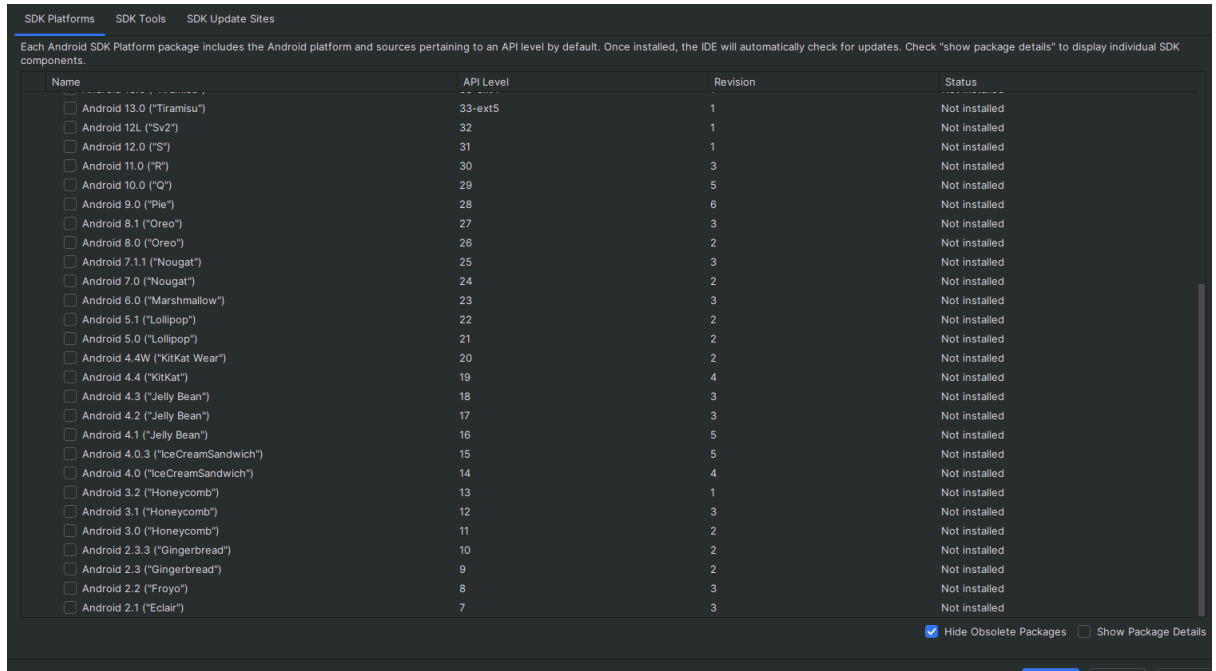 SDK Platforms SDK Tools SDK Update Sites
Each Android SDK Platform package includes the Android platform and sources pertaining to an API level by default. Once installed, the IDE will automatically check for updates. Check "show package details" to display individual SDK
components.
Name API Level Revision Status
Android 13.0 ("Tiramisu") 33-ext5 1 Not installed
Android 12L ("Sv2") 32 1 Not installed
Android 12.0 ("S") 31 1 Not installed
Android 11.0 ("R") 30 3 Not installed
Android 10.0 ("Q") 29 5 Not installed
Android 9.0 ("Pie") 28 6 Not installed
Android 8.1 ("Oreo") 27 3 Not installed
Android 8.0 ("Oreo") 26 2 Not installed
Android 7.1.1 ("Nougat") 25 3 Not installed
Android 7.0 ("Nougat") 24 2 Not installed
Android 6.0 ("Marshmallow") 23 3 Not installed
Android 5.1 ("Lollipop") 22 2 Not installed
Android 5.0 ("Lollipop") 21 2 Not installed
Android 4.4W ("KitKat Wear") 20 2 Not installed
Android 4.4 ("KitKat") 19 4 Not installed
Android 4.3 ("Jelly Bean") 18 3 Not installed
Android 4.2 ("Jelly Bean") 17 3 Not installed
Android 4.1 ("Jelly Bean") 16 5 Not installed
Android 4.0.3 ("IceCreamSandwich") 15 5 Not installed
Android 4.0 ("IceCreamSandwich") 14 4 Not installed
Android 3.2 ("Honeycomb") 13 1 Not installed
Android 3.1 ("Honeycomb") 12 3 Not installed
Android 3.0 ("Honeycomb") 11 2 Not installed
Android 2.3.3 ("Gingerbread") 10 2 Not installed
Android 2.3 ("Gingerbread") 9 2 Not installed
Android 2.2 ("Froyo") 8 3 Not installed
Android 2.1 ("Eclair") 7 3 Not installed
Hide Obsolete Packages Show Package Details